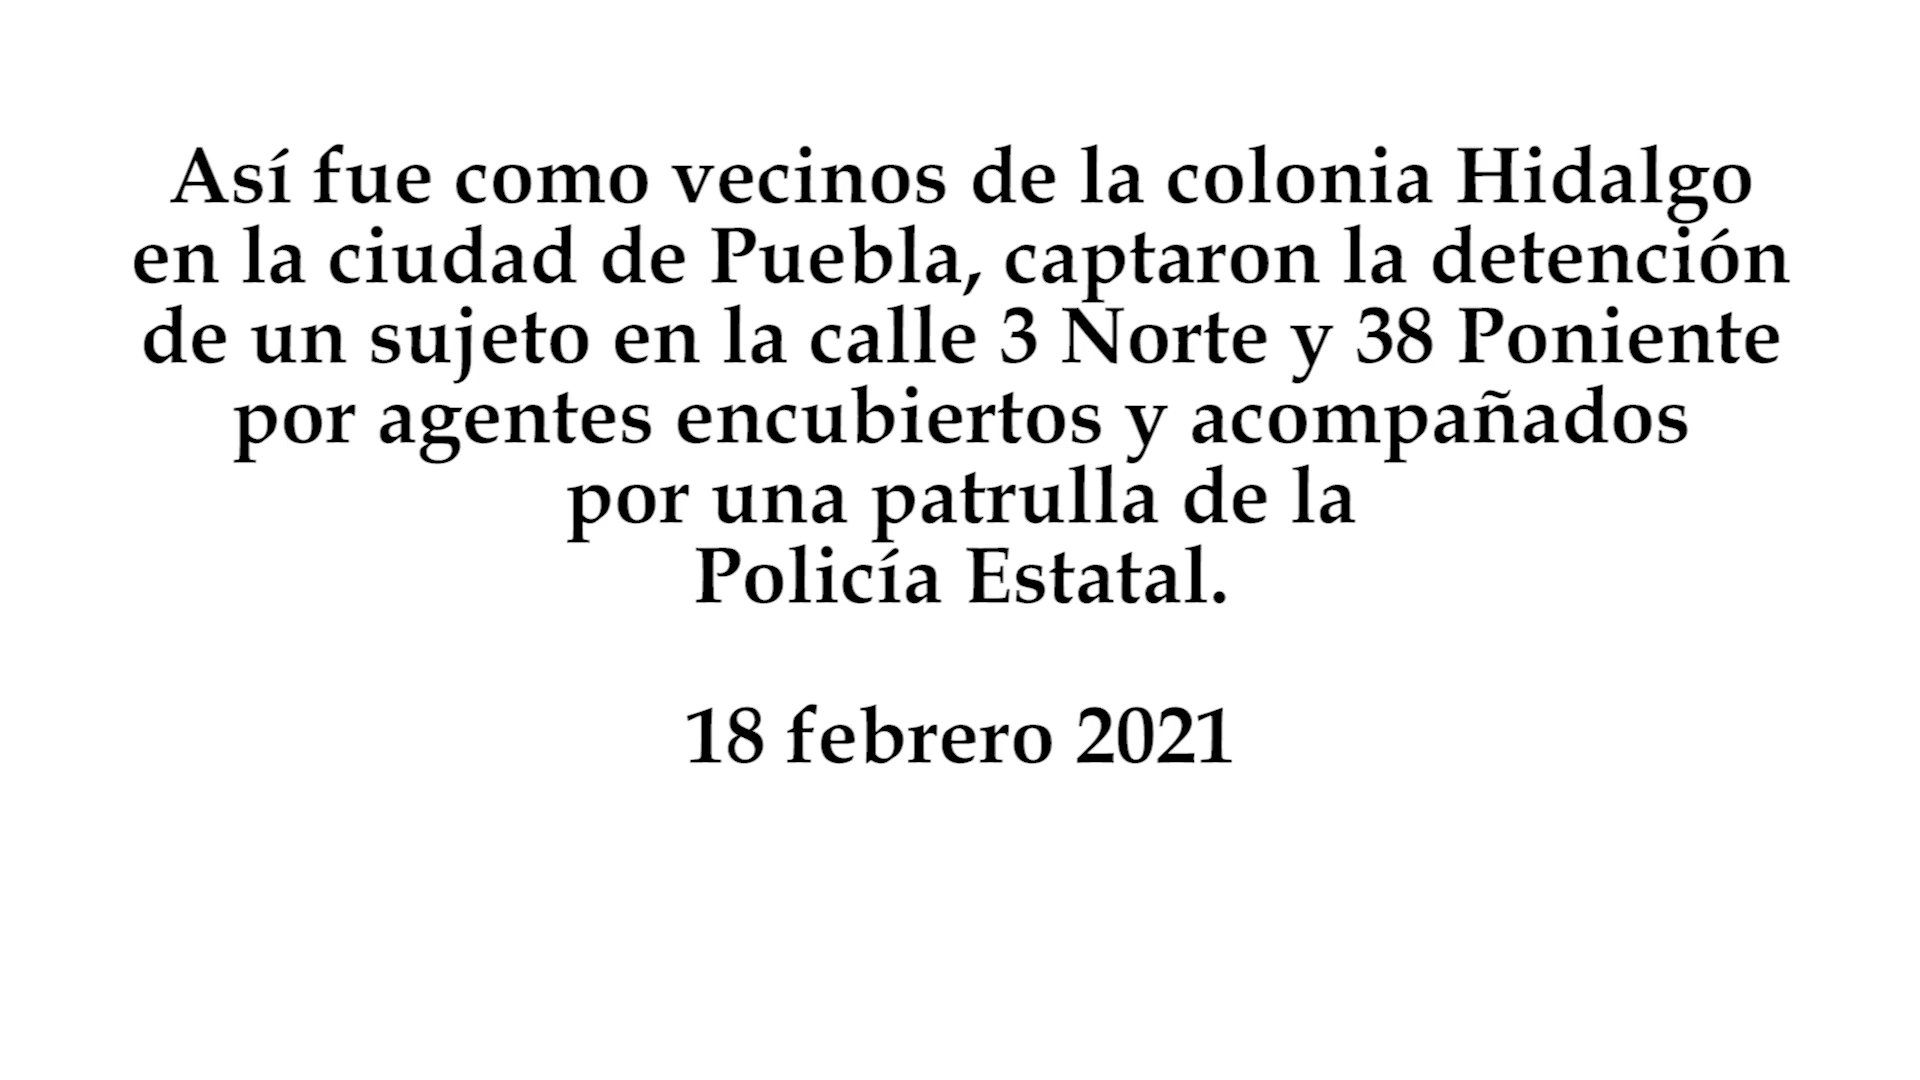 Así fue como vecinos de la colonia Hidalgo
en la ciudad de Puebla, captaron la detención
de un sujeto en la calle 3 Norte y 38 Poniente
por agentes encubiertos y acompañados
por una patrulla de la
Policía Estatal.
18 febrero 2021